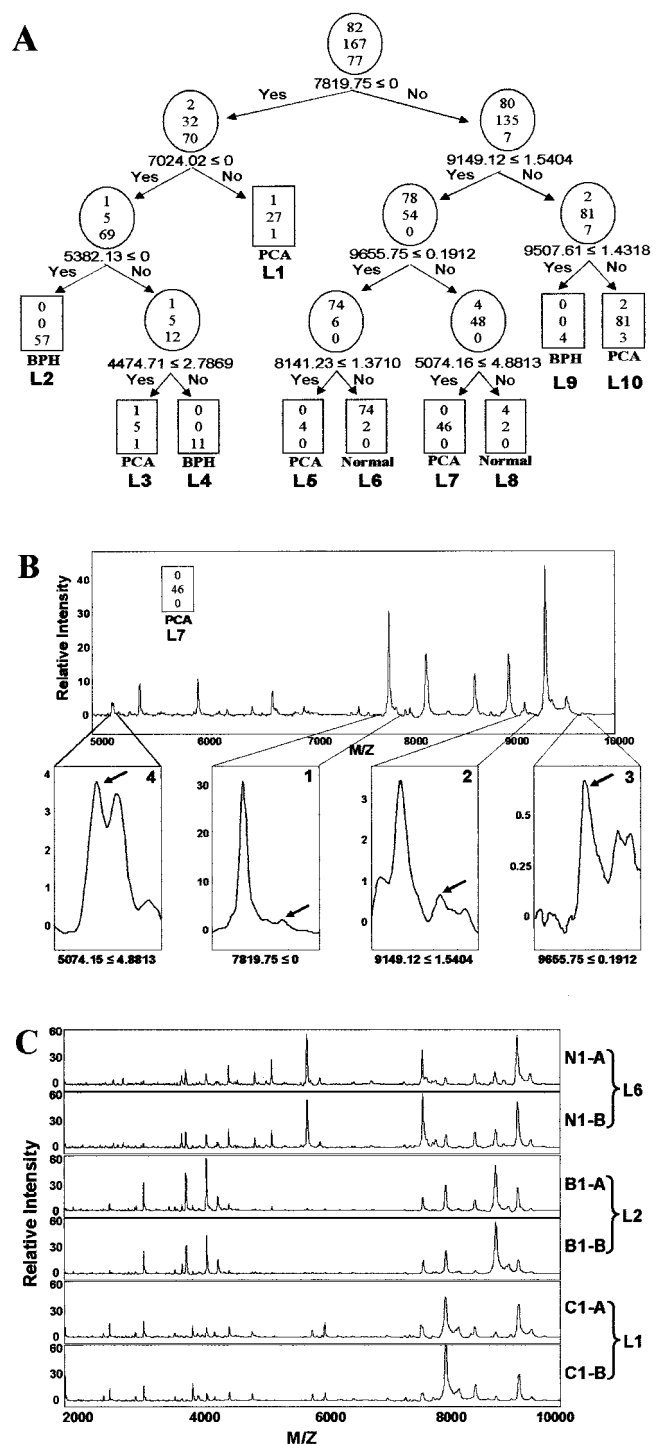 A
82
167
77
7819.75 ≤ 0
Yes No
2
32
70
80
135
7
7024.02 ≤ 0
9149.12 ≤ 1.5404
Yes No
Yes No
1
5
69
1
27
1
PCA
L1
78
54
0
2
81
7
5382.13 ≤ 0
9655.75 ≤ 0.1912
9507.61 ≤ 1.4318
Yes No
Yes No
Yes No
0
0
57
BPH
L2
1
5
12
74
6
0
4
48
0
0
0
4
BPH
L9
2
81
3
PCA
L10
4474.71 ≤ 2.7869
8141.23 ≤ 1.3710
5074.16 ≤ 4.8813
Yes No
Yes No
Yes No
1
5
1
PCA
L3
0
0
11
BPH
L4
0
4
0
PCA
L5
74
2
0
Normal
L6
0
46
0
PCA
L7
4
2
0
Normal
L8
B
Relative Intensity
40
30
20
10
0
0
46
0
PCA
L7
5000 6000 7000 8000 9000 10000
M/Z
4
4
3
2
1
0
5074.15 ≤ 4.8813
1
30
20
10
0
7819.75 ≤ 0
2
3
2
1
0
9149.12 ≤ 1.5404
3
0.5
0.25
0
9655.75 ≤ 0.1912
C
Relative Intensity
60
30
0
N1-A
60
30
0
N1-B
L6
60
30
0
B1-A
60
30
0
B1-B
L2
60
30
0
C1-A
60
30
0
C1-B
L1
2000 4000 6000 8000 10000
M/Z